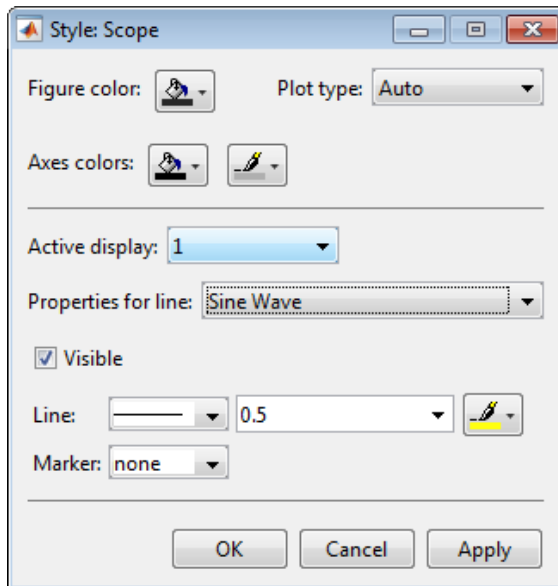 Style: Scope
Figure color: Plot type: Auto
Axes colors:
Active display: 1
Properties for line: Sine Wave
Visible
Line: 0.5
Marker: none
OK Cancel Apply